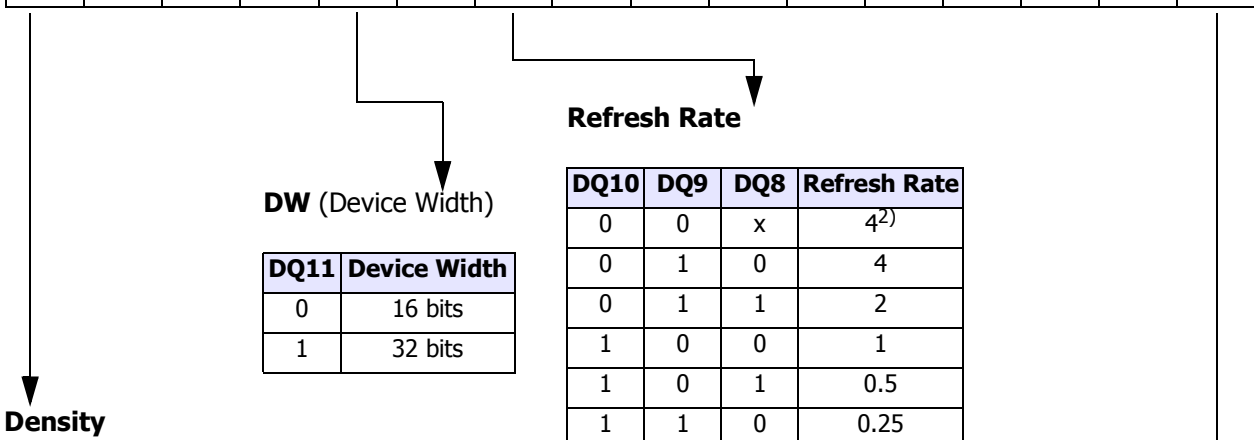 Refresh Rate
DW (Device Width)
DQ11 Device Width
0 16 bits
1 32 bits
DQ10 DQ9 DQ8 Refresh Rate
0 0 x 4²⁾
0 1 0 4
0 1 1 2
1 0 0 1
1 0 1 0.5
1 1 0 0.25
Density